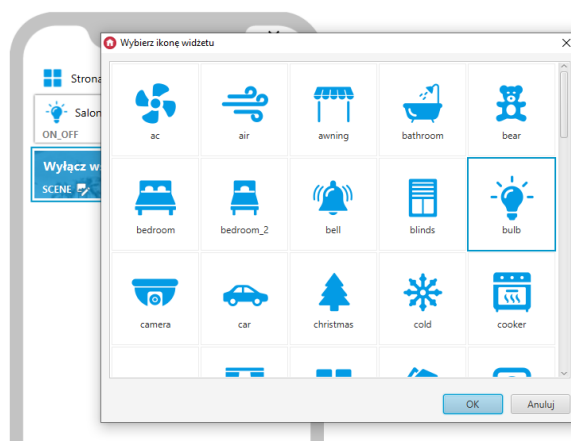 Wybierz ikonę widżetu
Strona
Salon
ON_OFF
Wyłącz w
SCENE
ac
air
awning
bathroom
bear
bedroom
bedroom_2
bell
blinds
bulb
camera
car
christmas
cold
cooker
OK
Anuluj